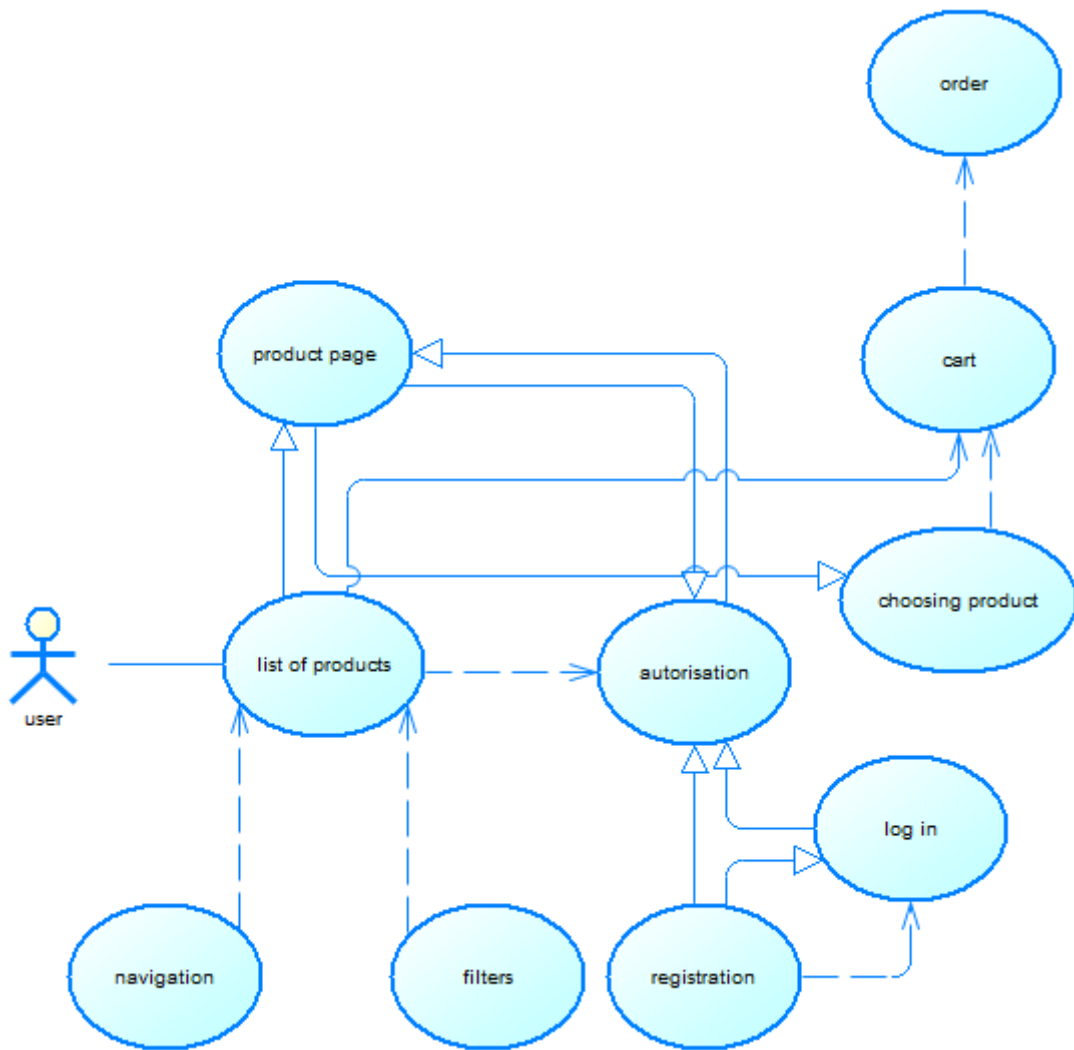 order
product page
cart
choosing product
list of products
autorisation
user
log in
navigation
filters
registration